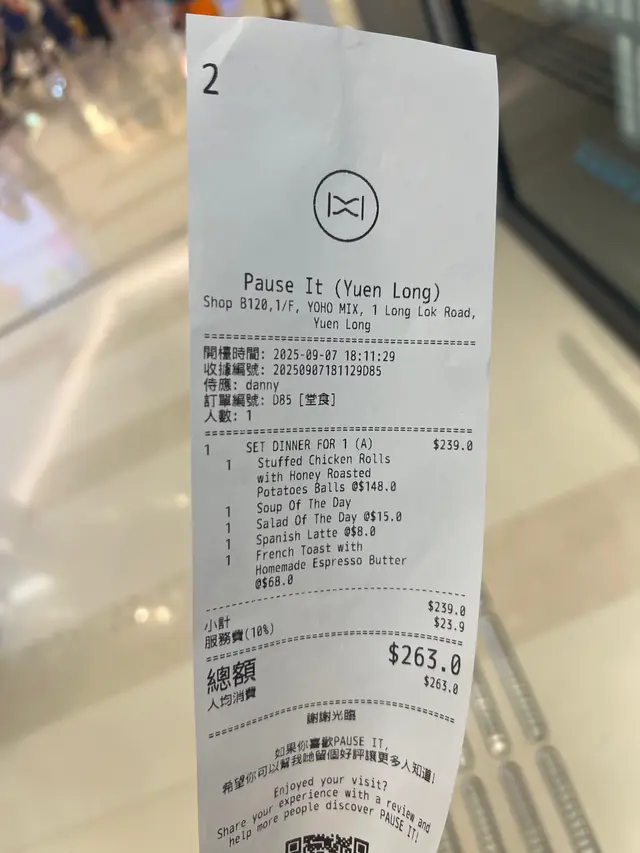 2
Pause It (Yuen Long)
Shop B120,1/F, YOHO MIX, 1 Long Lok Road,
Yuen Long
開檯時間: 2025-09-07 18:11:29
收據編號: 20250907181129D85
侍應: danny
訂單編號: D85 [堂食]
人數: 1
1 SET DINNER FOR 1 (A) $239.0
1 Stuffed Chicken Rolls
with Honey Roasted
Potatoes Balls @$148.0
1 Soup Of The Day
1 Salad Of The Day @$15.0
1 Spanish Latte @$8.0
1 French Toast with
Homemade Espresso Butter
@$68.0
小計 $239.0
服務費(10%) $23.9
總額 $263.0
人均消費 $263.0
謝謝光臨
如果你喜歡PAUSE IT,
希望你可以幫我哋留個好評讓更多人知道!
Enjoyed your visit?
Share your experience with a review and
help more people discover PAUSE IT!